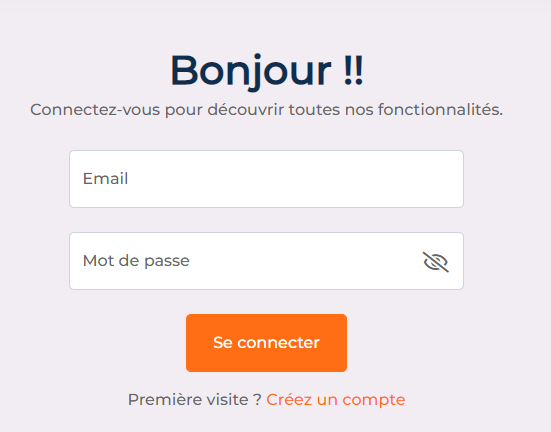 Bonjour !!
Connectez-vous pour découvrir toutes nos fonctionnalités.
Email
Mot de passe
Se connecter
Première visite ? Créez un compte